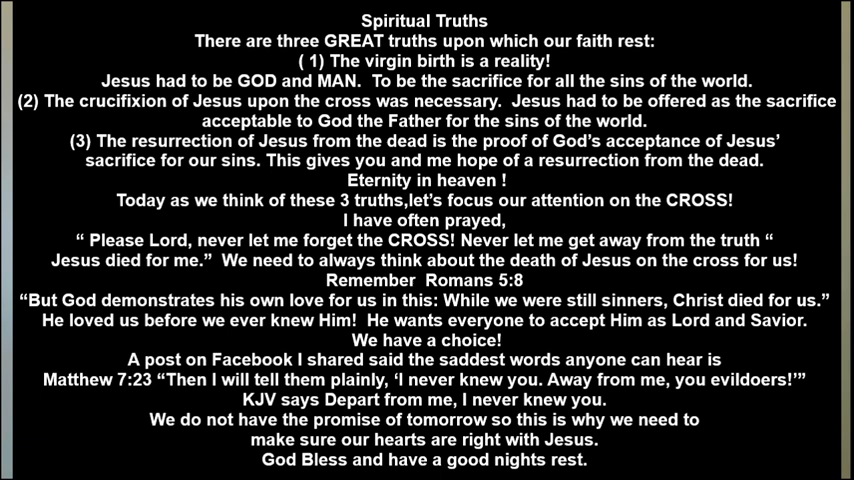 Spiritual Truths
There are three GREAT truths upon which our faith rest:
( 1) The virgin birth is a reality!
Jesus had to be GOD and MAN.  To be the sacrifice for all the sins of the world.
(2) The crucifixion of Jesus upon the cross was necessary.  Jesus had to be offered as the sacrifice
acceptable to God the Father for the sins of the world.
(3) The resurrection of Jesus from the dead is the proof of God’s acceptance of Jesus’
sacrifice for our sins. This gives you and me hope of a resurrection from the dead.
Eternity in heaven !
Today as we think of these 3 truths,let’s focus our attention on the CROSS!
I have often prayed,
“ Please Lord, never let me forget the CROSS! Never let me get away from the truth “
Jesus died for me.”  We need to always think about the death of Jesus on the cross for us!
Remember  Romans 5:8
“But God demonstrates his own love for us in this: While we were still sinners, Christ died for us.”
He loved us before we ever knew Him!  He wants everyone to accept Him as Lord and Savior.
We have a choice!
A post on Facebook I shared said the saddest words anyone can hear is
Matthew 7:23 “Then I will tell them plainly, ‘I never knew you. Away from me, you evildoers!’”
KJV says Depart from me, I never knew you.
We do not have the promise of tomorrow so this is why we need to
make sure our hearts are right with Jesus.
God Bless and have a good nights rest.